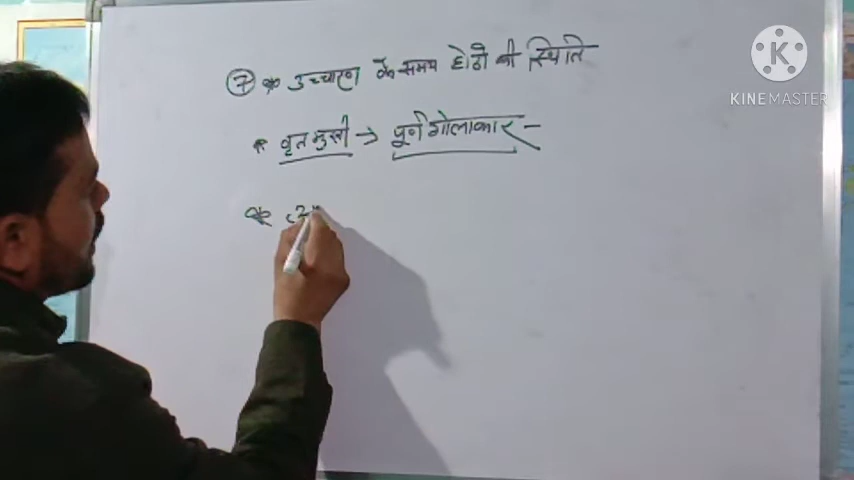 ⑦ * उच्चारण के समय होठो की स्थिति
* वृतमुखी → पूर्ण गोलाकार -
*
KINEMASTER